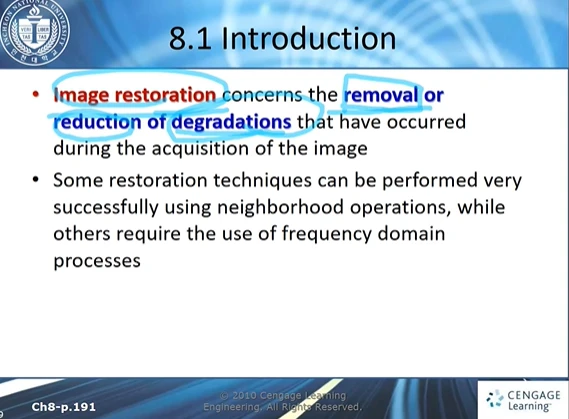 8.1 Introduction
• Image restoration concerns the removal or
reduction of degradations that have occurred
during the acquisition of the image
• Some restoration techniques can be performed very
successfully using neighborhood operations, while
others require the use of frequency domain
processes
Ch8-p.191
© 2010 Cengage Learning
Engineering. All Rights Reserved.
CENGAGE
Learning™